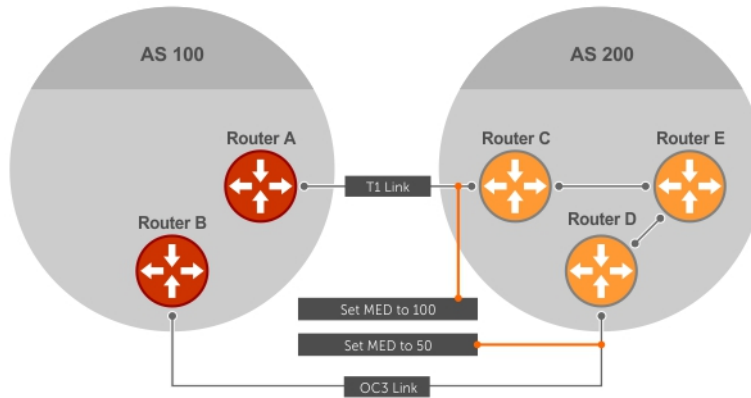 AS 100
AS 200
Router A
Router C
Router E
T1 Link
Router B
Router D
Set MED to 100
Set MED to 50
OC3 Link